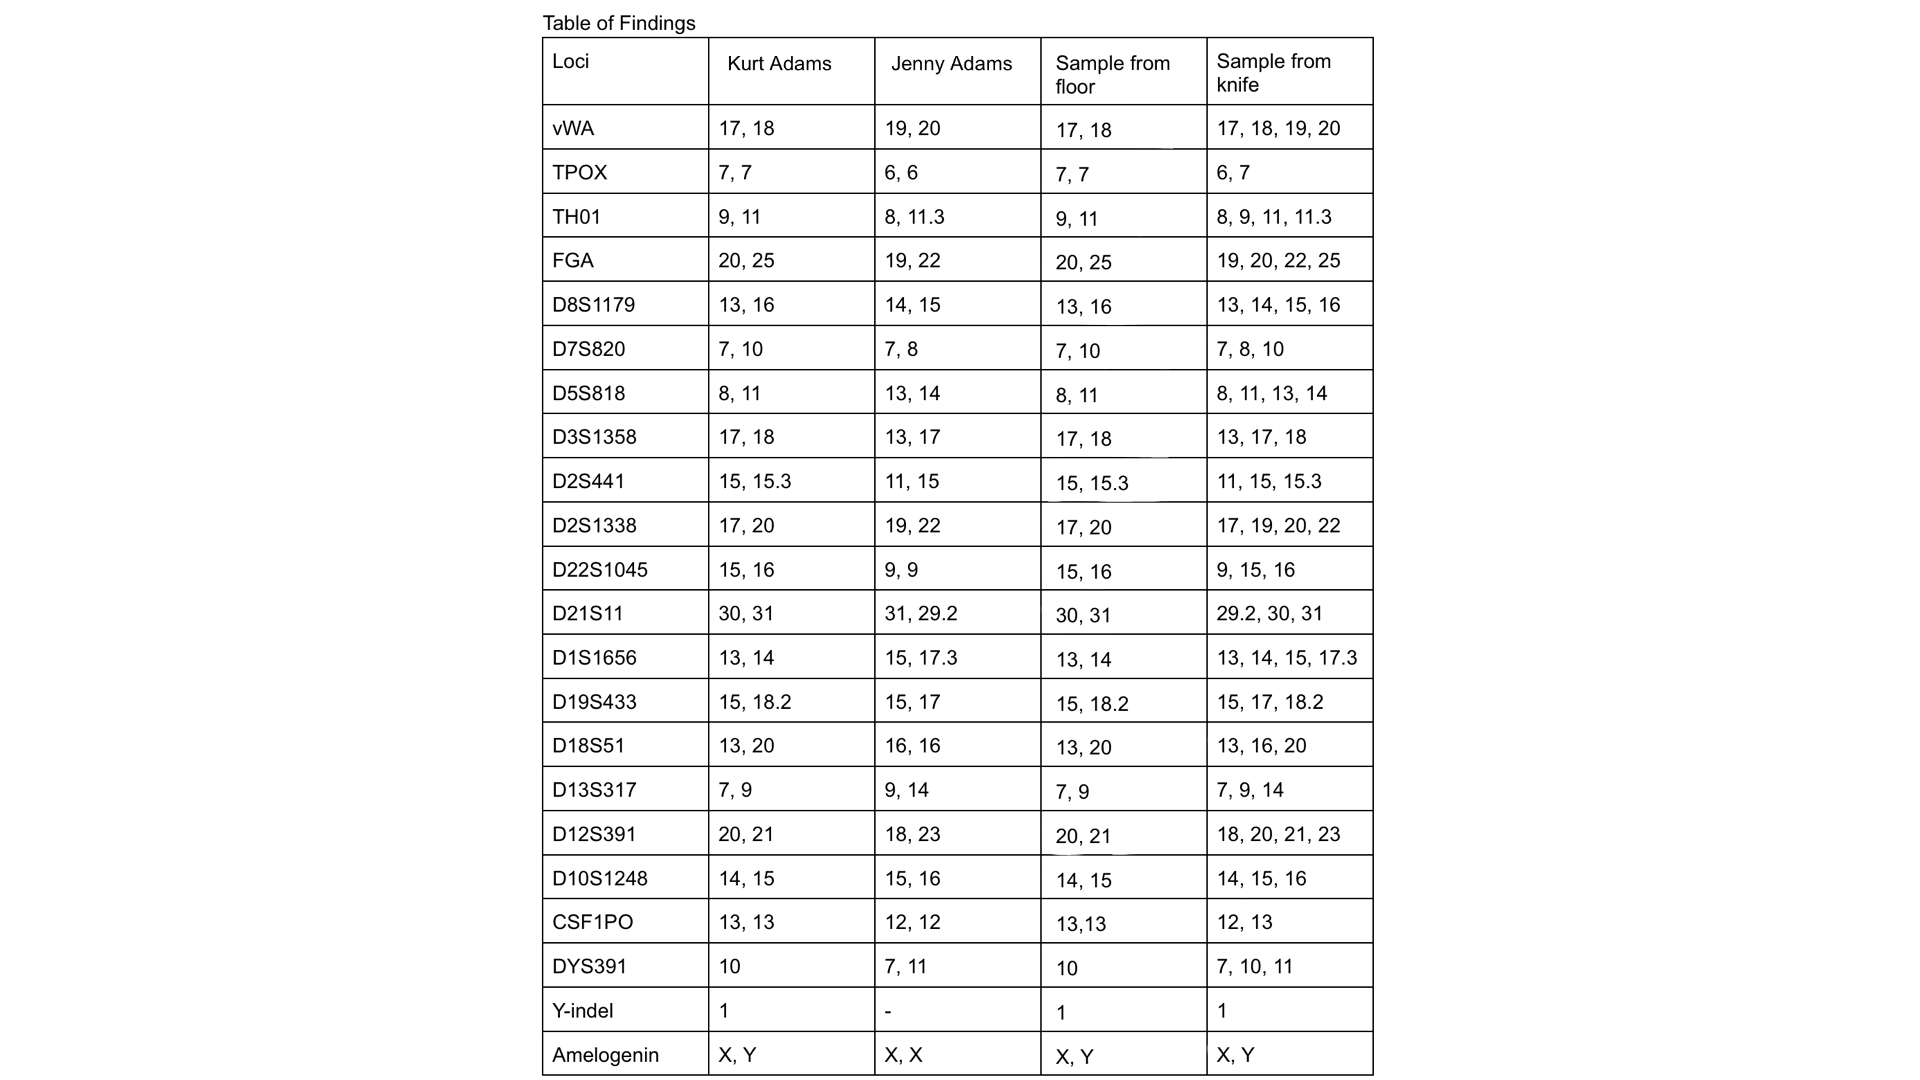 Table of Findings
Loci Kurt Adams Jenny Adams Sample from floor Sample from knife
vWA 17, 18 19, 20 17, 18 17, 18, 19, 20
TPOX 7, 7 6, 6 7, 7 6, 7
TH01 9, 11 8, 11.3 9, 11 8, 9, 11, 11.3
FGA 20, 25 19, 22 20, 25 19, 20, 22, 25
D8S1179 13, 16 14, 15 13, 16 13, 14, 15, 16
D7S820 7, 10 7, 8 7, 10 7, 8, 10
D5S818 8, 11 13, 14 8, 11 8, 11, 13, 14
D3S1358 17, 18 13, 17 17, 18 13, 17, 18
D2S441 15, 15.3 11, 15 15, 15.3 11, 15, 15.3
D2S1338 17, 20 19, 22 17, 20 17, 19, 20, 22
D22S1045 15, 16 9, 9 15, 16 9, 15, 16
D21S11 30, 31 31, 29.2 30, 31 29.2, 30, 31
D1S1656 13, 14 15, 17.3 13, 14 13, 14, 15, 17.3
D19S433 15, 18.2 15, 17 15, 18.2 15, 17, 18.2
D18S51 13, 20 16, 16 13, 20 13, 16, 20
D13S317 7, 9 9, 14 7, 9 7, 9, 14
D12S391 20, 21 18, 23 20, 21 18, 20, 21, 23
D10S1248 14, 15 15, 16 14, 15 14, 15, 16
CSF1PO 13, 13 12, 12 13,13 12, 13
DYS391 10 7, 11 10 7, 10, 11
Y-indel 1 - 1 1
Amelogenin X, Y X, X X, Y X, Y